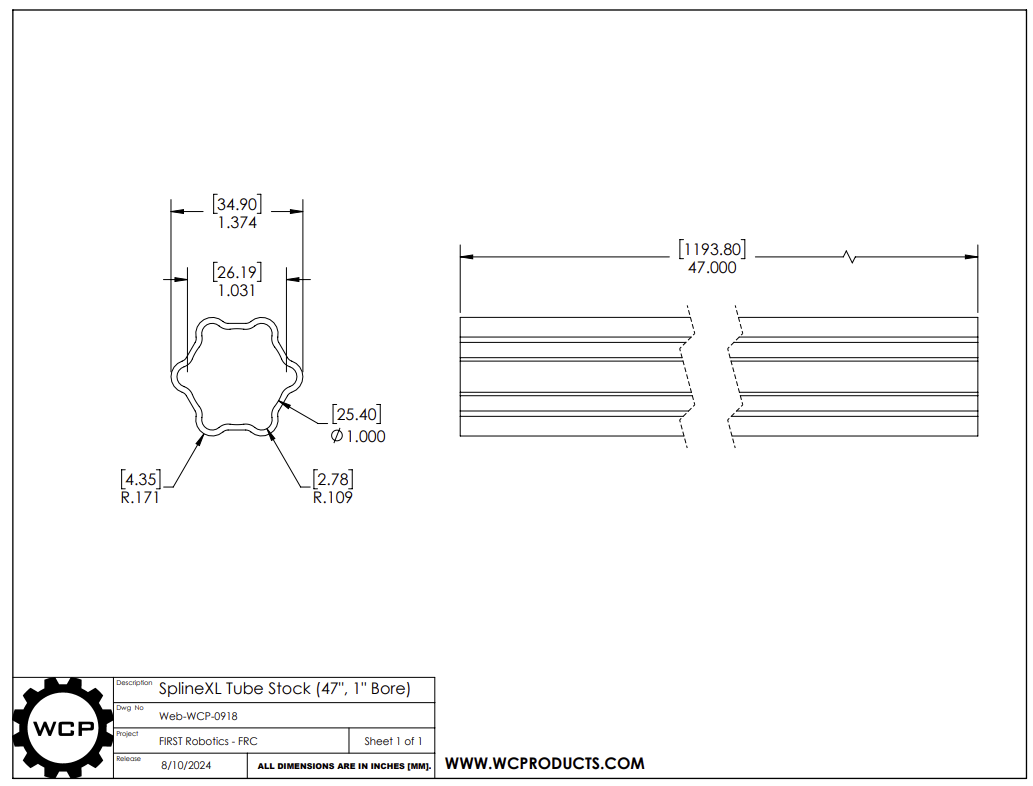 [34.90]
1.374
[26.19]
1.031
[1193.80]
47.000
[25.40]
Ø1.000
[4.35]
R.171
[2.78]
R.109
WCP
Description
SplineXL Tube Stock (47", 1" Bore)
Dwg No
Web-WCP-0918
Project
FIRST Robotics - FRC
Sheet 1 of 1
Release
8/10/2024
ALL DIMENSIONS ARE IN INCHES [MM].
WWW.WCPRODUCTS.COM